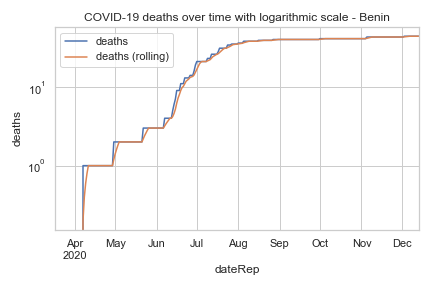 COVID-19 deaths over time with logarithmic scale - Benin
deaths
deaths (rolling)
deaths
10¹
10⁰
Apr May Jun Jul Aug Sep Oct Nov Dec
2020
dateRep